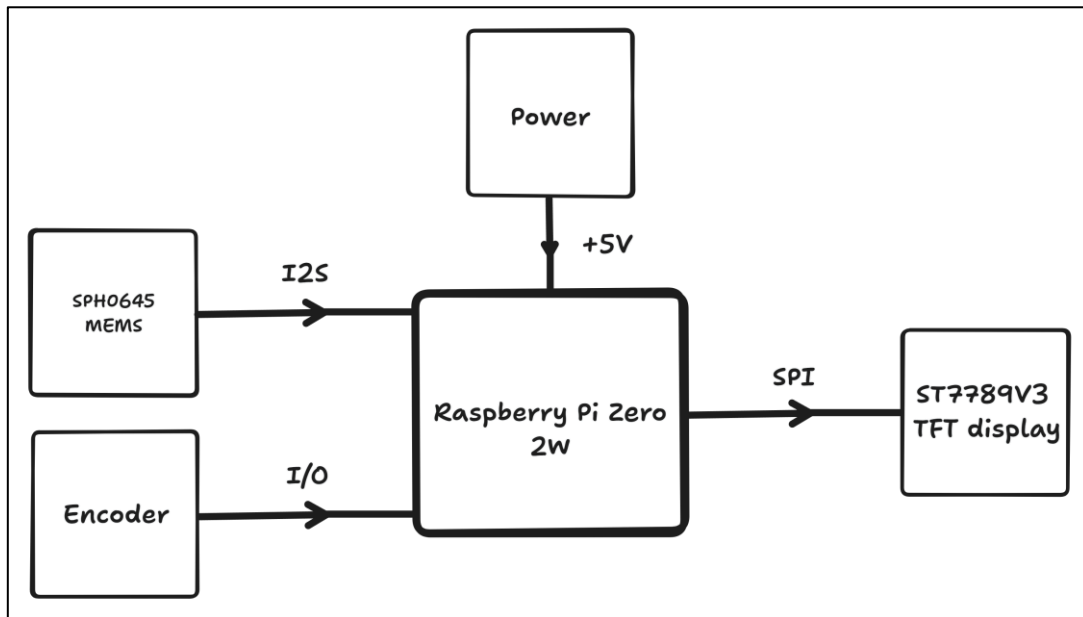 Power
+5V
I2S
SPH0645
MEMS
SPI
ST7789V3
TFT display
Raspberry Pi Zero
2W
I/O
Encoder